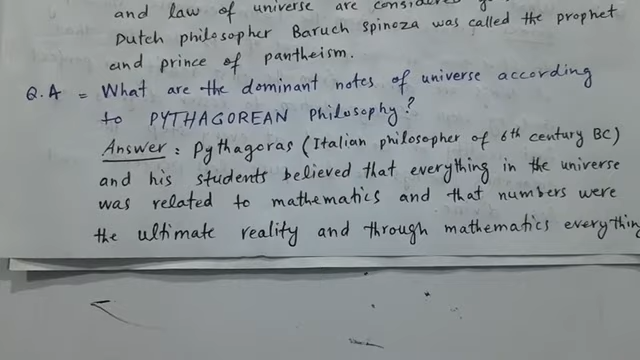 and law of universe are
Dutch philosopher Baruch Spinoza was called the prophet
and prince of pantheism.
Q.A = What are the dominant notes of universe according
to PYTHAGOREAN Philosophy?
Answer : Pythagoras (Italian philosopher of 6th century BC)
and his students believed that everything in the universe
was related to mathematics and that numbers were
the ultimate reality and through mathematics everything